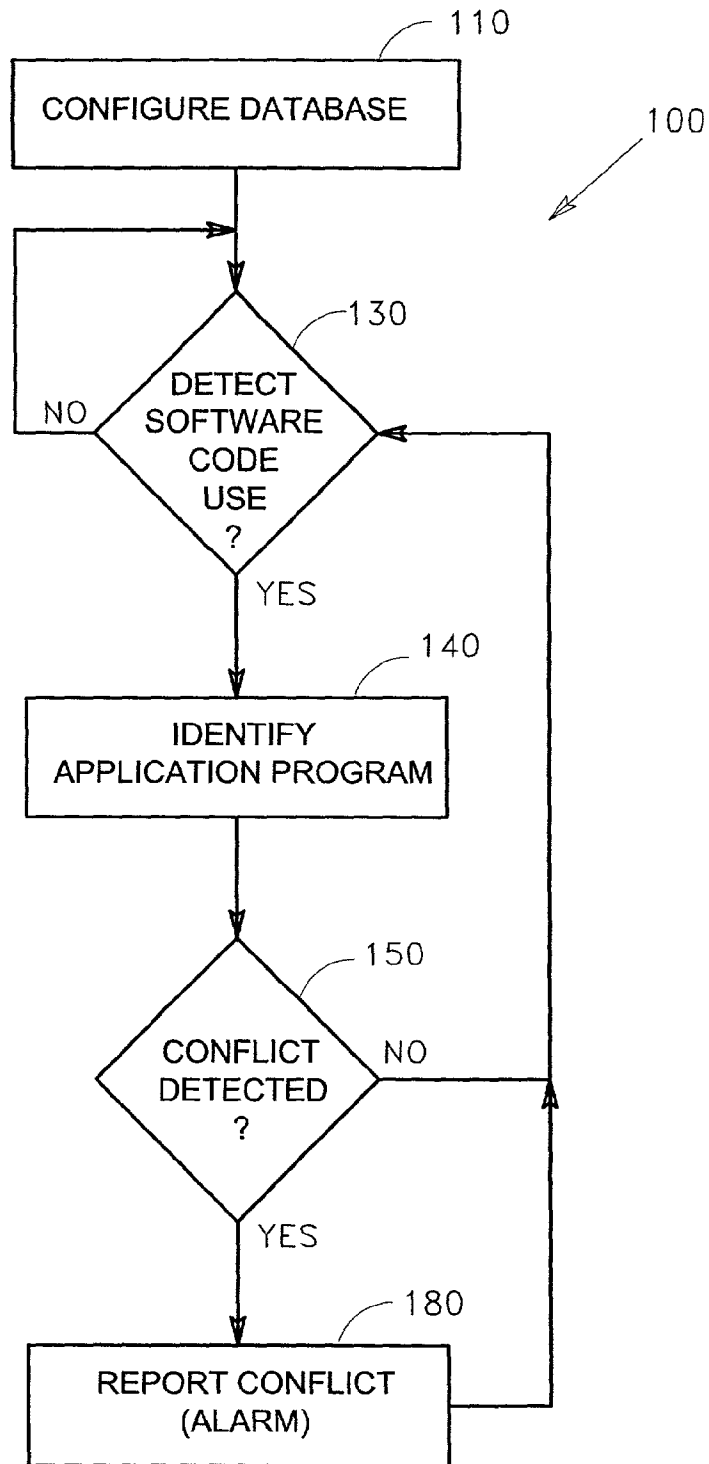 110
CONFIGURE DATABASE
100
130
DETECT
SOFTWARE
CODE
USE
?
NO
YES
140
IDENTIFY
APPLICATION PROGRAM
150
CONFLICT
DETECTED
?
NO
YES
180
REPORT CONFLICT
(ALARM)